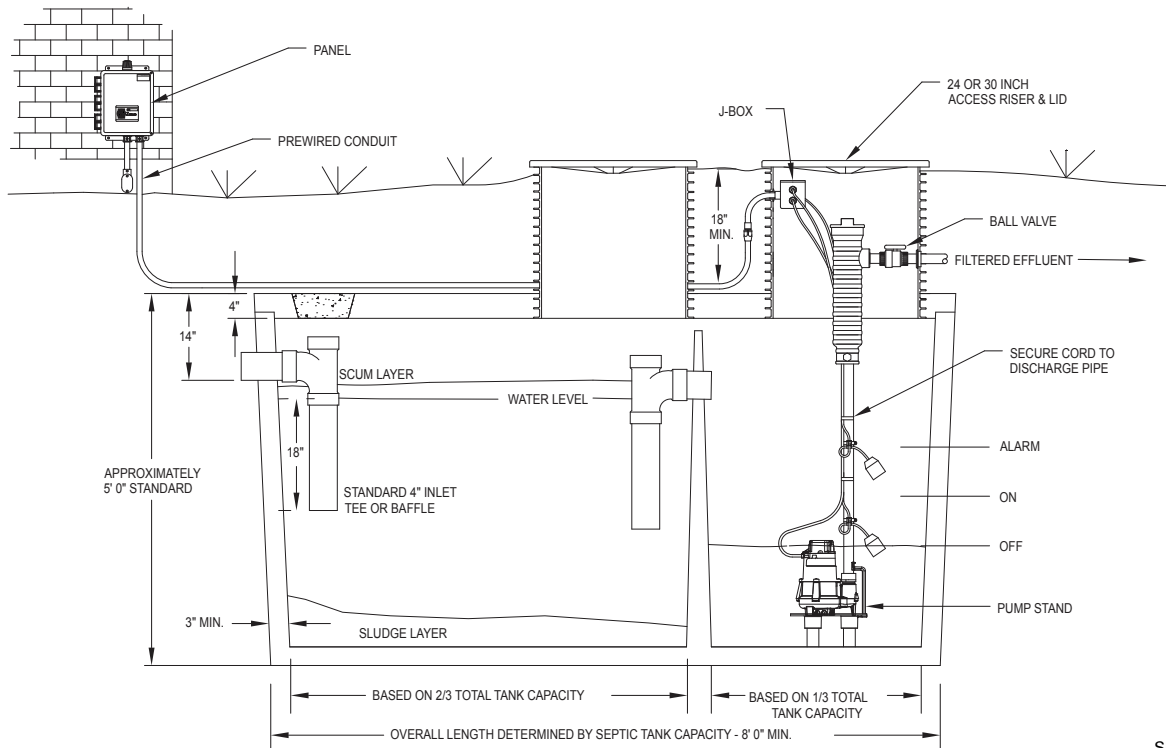 PANEL
24 OR 30 INCH
ACCESS RISER & LID
J-BOX
PREWIRED CONDUIT
18"
MIN.
BALL VALVE
FILTERED EFFLUENT
4"
14"
SCUM LAYER
SECURE CORD TO
DISCHARGE PIPE
WATER LEVEL
18"
ALARM
APPROXIMATELY
5' 0" STANDARD
STANDARD 4" INLET
TEE OR BAFFLE
ON
OFF
PUMP STAND
3" MIN.
SLUDGE LAYER
BASED ON 2/3 TOTAL TANK CAPACITY
BASED ON 1/3 TOTAL
TANK CAPACITY
OVERALL LENGTH DETERMINED BY SEPTIC TANK CAPACITY - 8' 0" MIN.
S